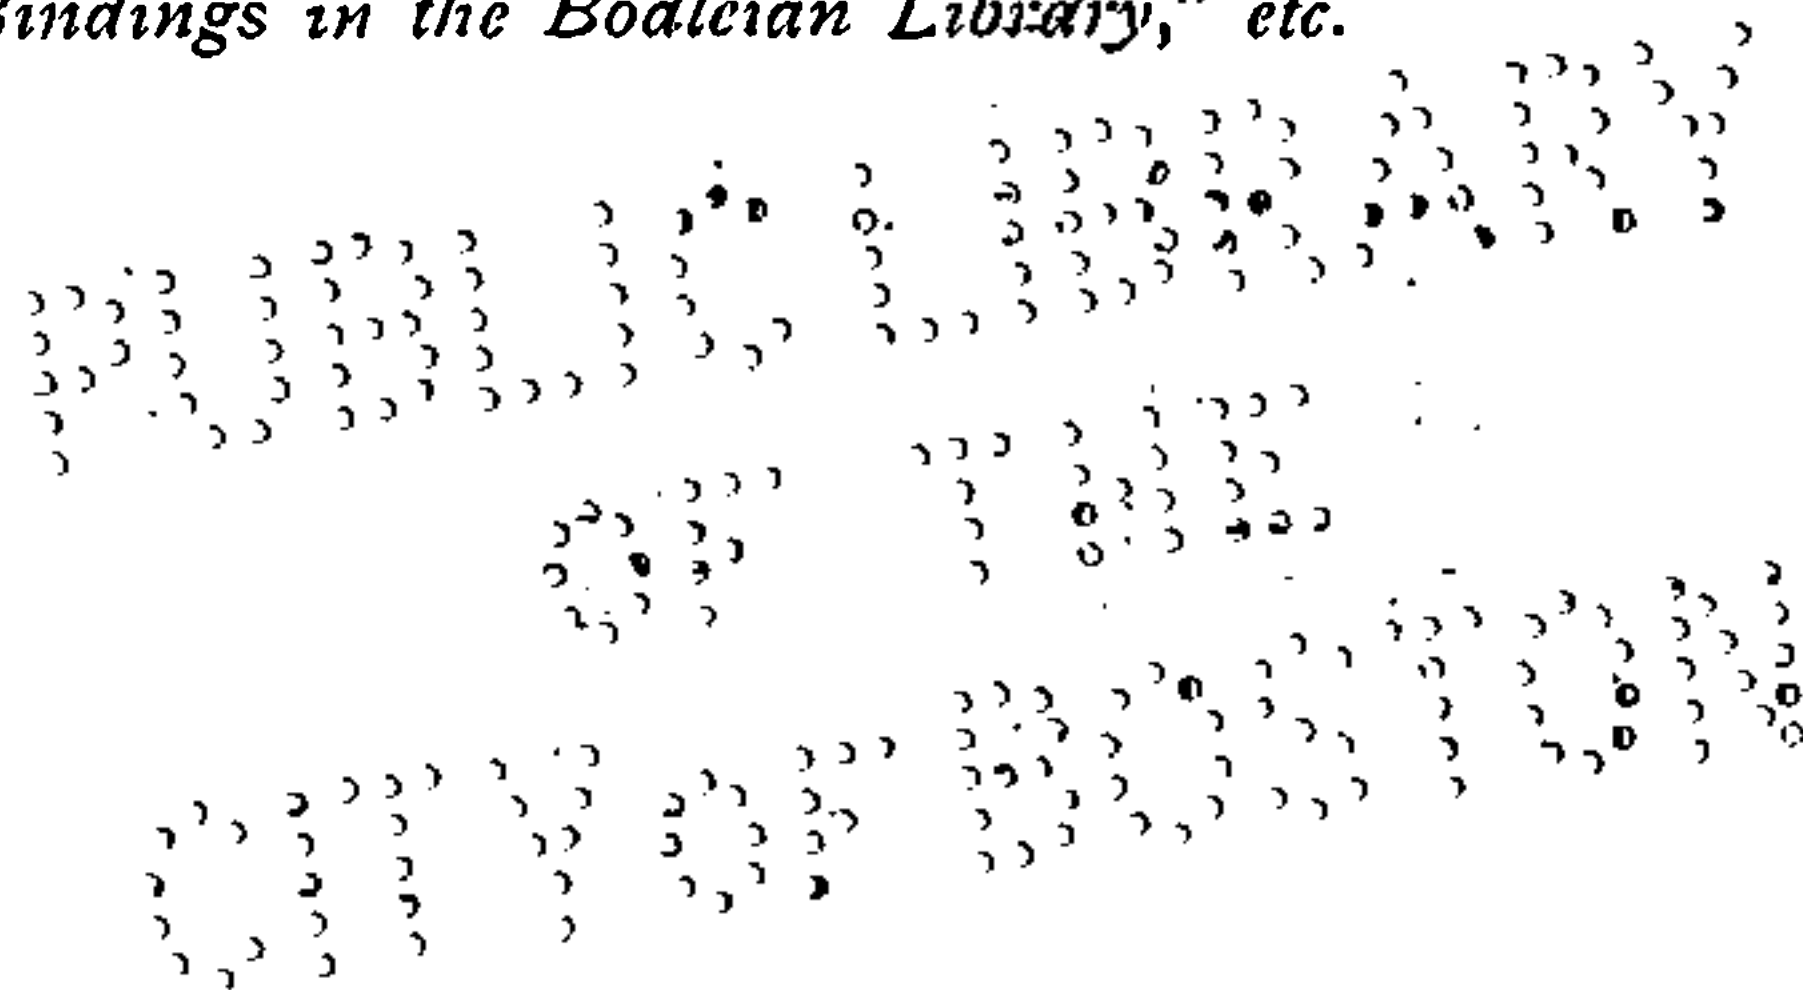 Bindings in the Bodleian Library," etc.
PUBLIC LIBRARY
OF THE
CITY OF BOSTON